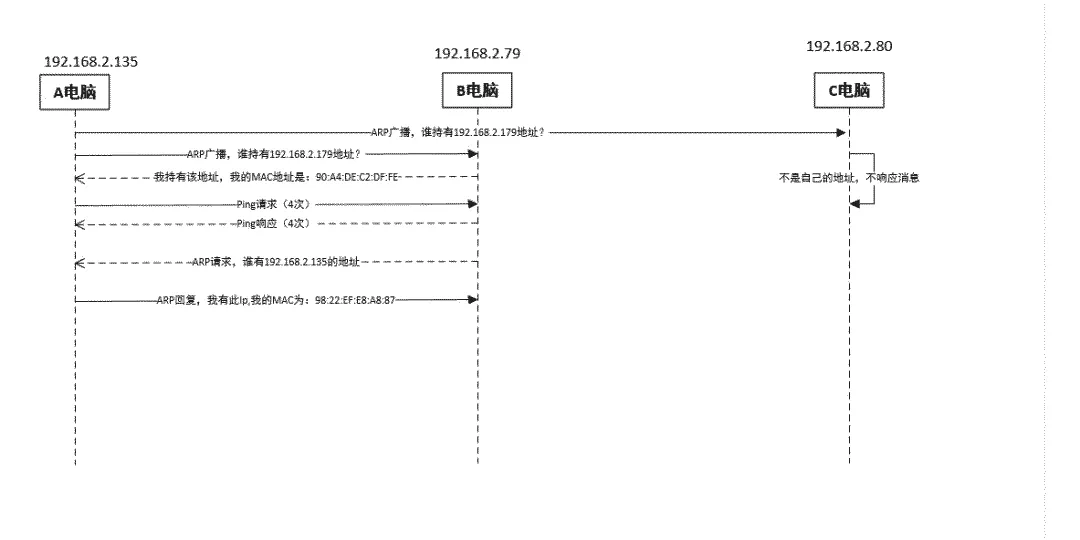 192.168.2.135
192.168.2.79
192.168.2.80
A电脑
B电脑
C电脑
ARP广播，谁持有192.168.2.179地址？
ARP广播，谁持有192.168.2.179地址？
我持有该地址，我的MAC地址是：90:A4:DE:C2:DF:FE
不是自己的地址，不响应消息
Ping请求（4次）
Ping响应（4次）
ARP请求，谁有192.168.2.135的地址
ARP回复，我有此Ip,我的MAC为：98:22:EF:E8:A8:87